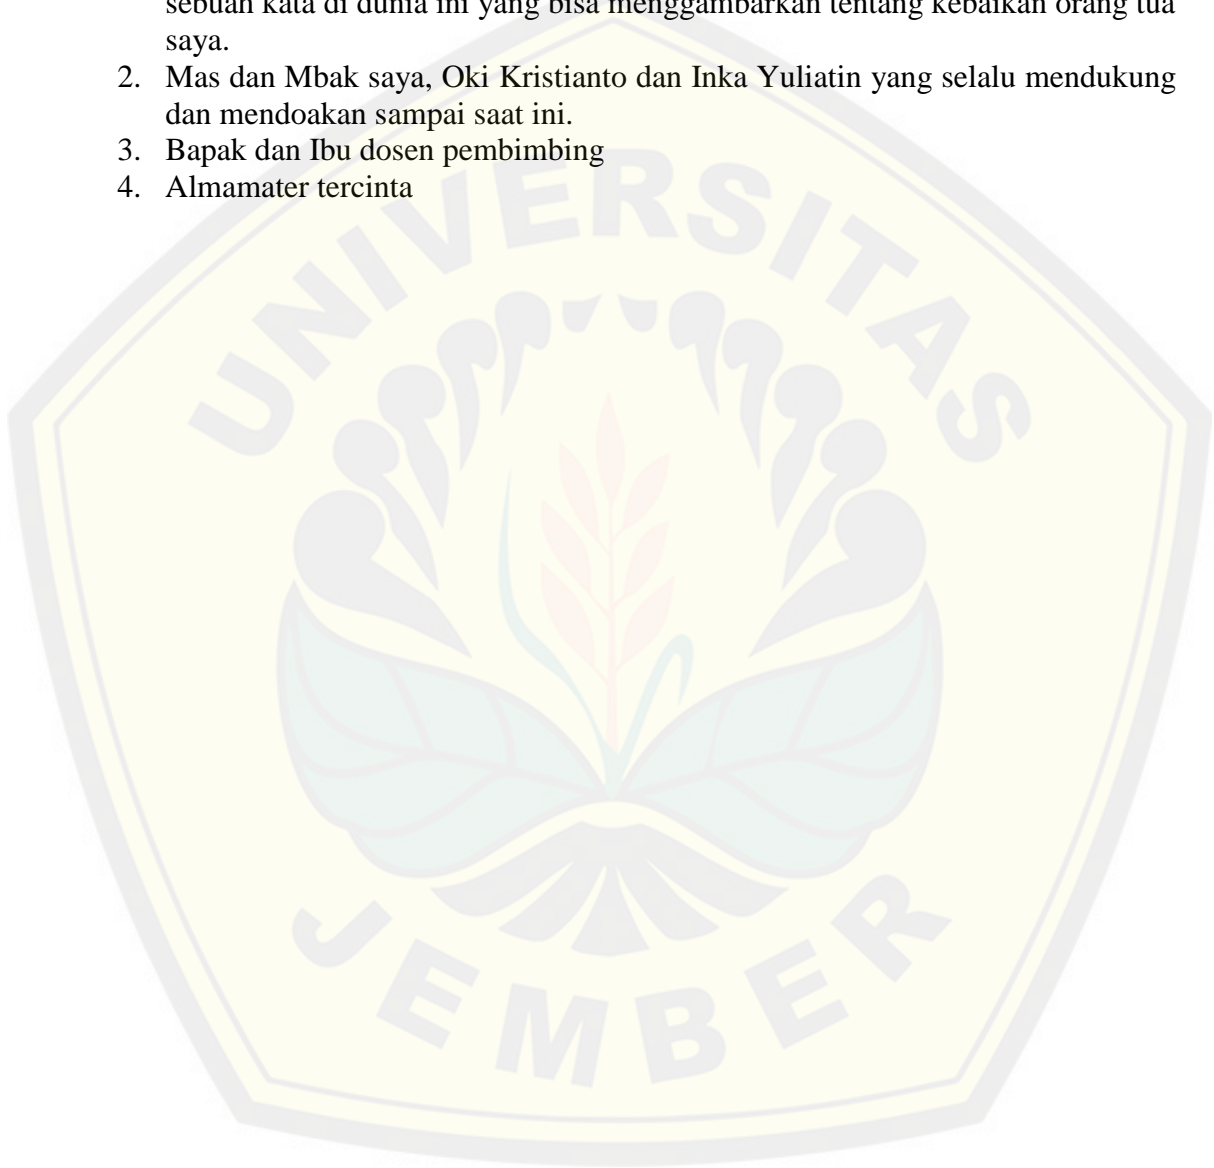 sebuah kata di dunia ini yang bisa menggambarkan tentang kebaikan orang tua
saya.
2. Mas dan Mbak saya, Oki Kristianto dan Inka Yuliatin yang selalu mendukung
dan mendoakan sampai saat ini.
3. Bapak dan Ibu dosen pembimbing
4. Almamater tercinta
UNIVERSITAS
JEMBER